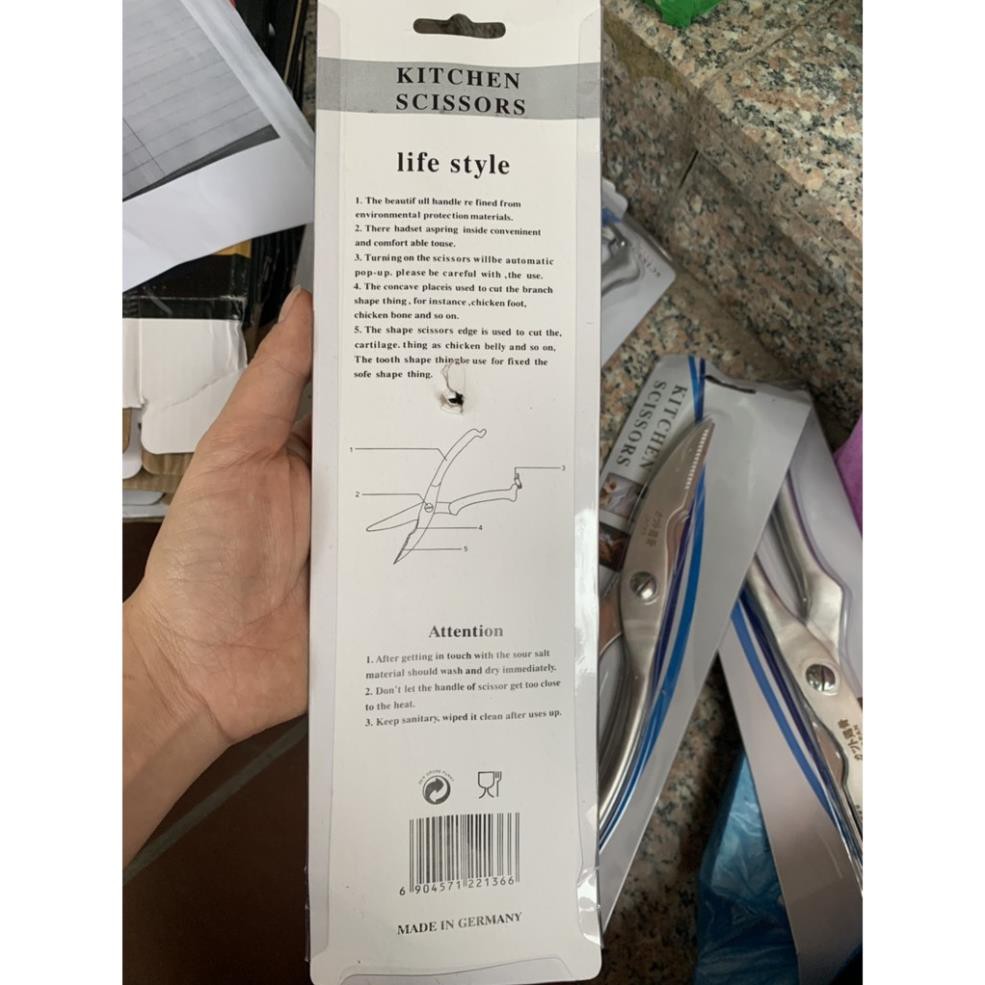 KITCHEN
SCISSORS
life style
1. The beautif ull handle re fined from
environmental protection materials.
2. There hadset aspring inside conveninent
and comfort able touse.
3. Turning on the scissors willbe automatic
pop-up. please be careful with ,the use.
4. The concave placeis used to cut the branch
shape thing, for instance ,chicken foot,
chicken bone and so on.
5. The shape scissors edge is used to cut the,
cartilage. thing as chicken belly and so on,
The tooth shape thingbe use for fixed the
sofe shape thing.
1
2
3
4
5
Attention
1. After getting in touch with the sour salt
material should wash and dry immediately.
2. Don't let the handle of scissor get too close
to the heat.
3. Keep sanitary, wiped it clean after uses up.
DER GRÜNE PUNKT
6 904571 221366
MADE IN GERMANY
KITCHEN
SCISSORS